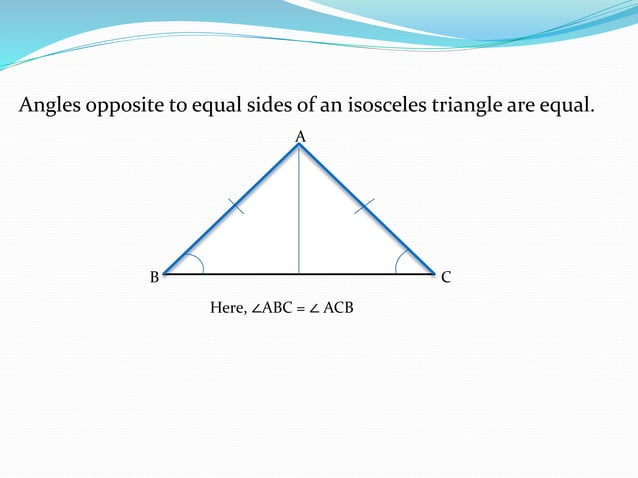 Angles opposite to equal sides of an isosceles triangle are equal.
A
B
C
Here, ∠ABC = ∠ ACB